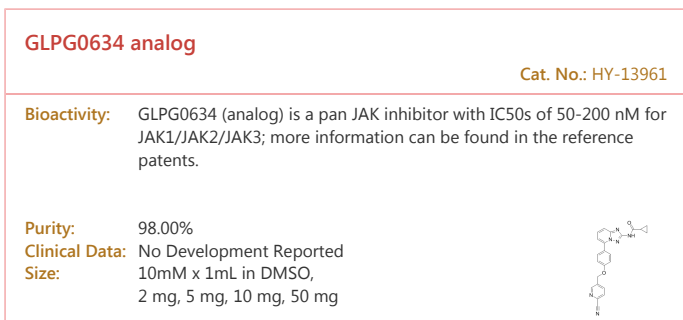 GLPG0634 analog
Cat. No.: HY-13961
Bioactivity: GLPG0634 (analog) is a pan JAK inhibitor with IC50s of 50-200 nM for
JAK1/JAK2/JAK3; more information can be found in the reference
patents.
Purity: 98.00%
Clinical Data: No Development Reported
Size: 10mM x 1mL in DMSO,
2 mg, 5 mg, 10 mg, 50 mg
O
N
NH
N
N
O
N
N